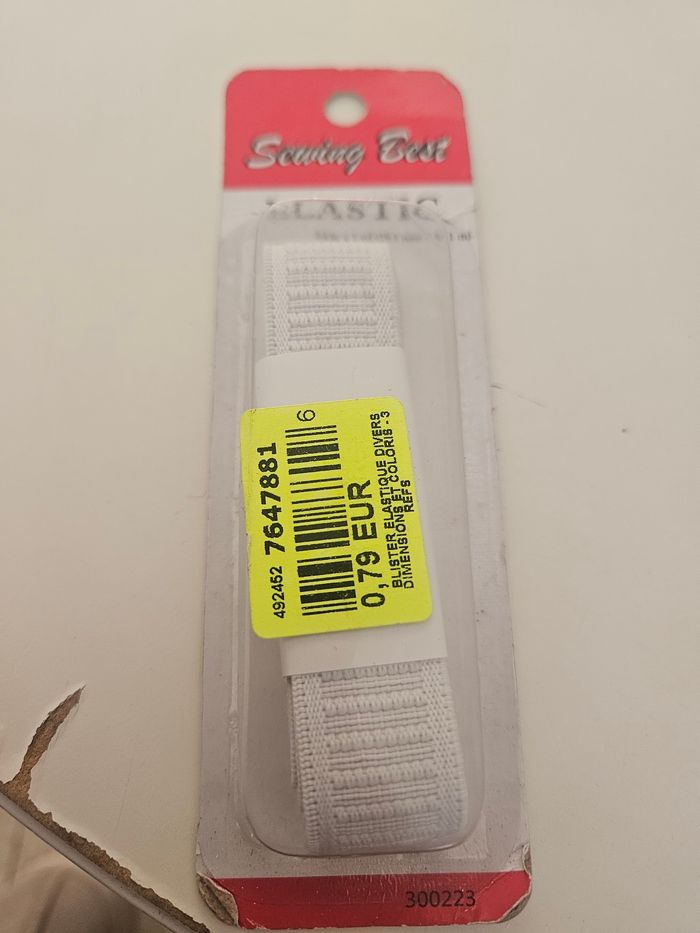 Sewing Best
ELASTIC
492452 7647881 6
0,79 EUR
BLISTER ELASTIQUE DIVERS
DIMENSIONS ET COLORIS - 3
REFS
300223